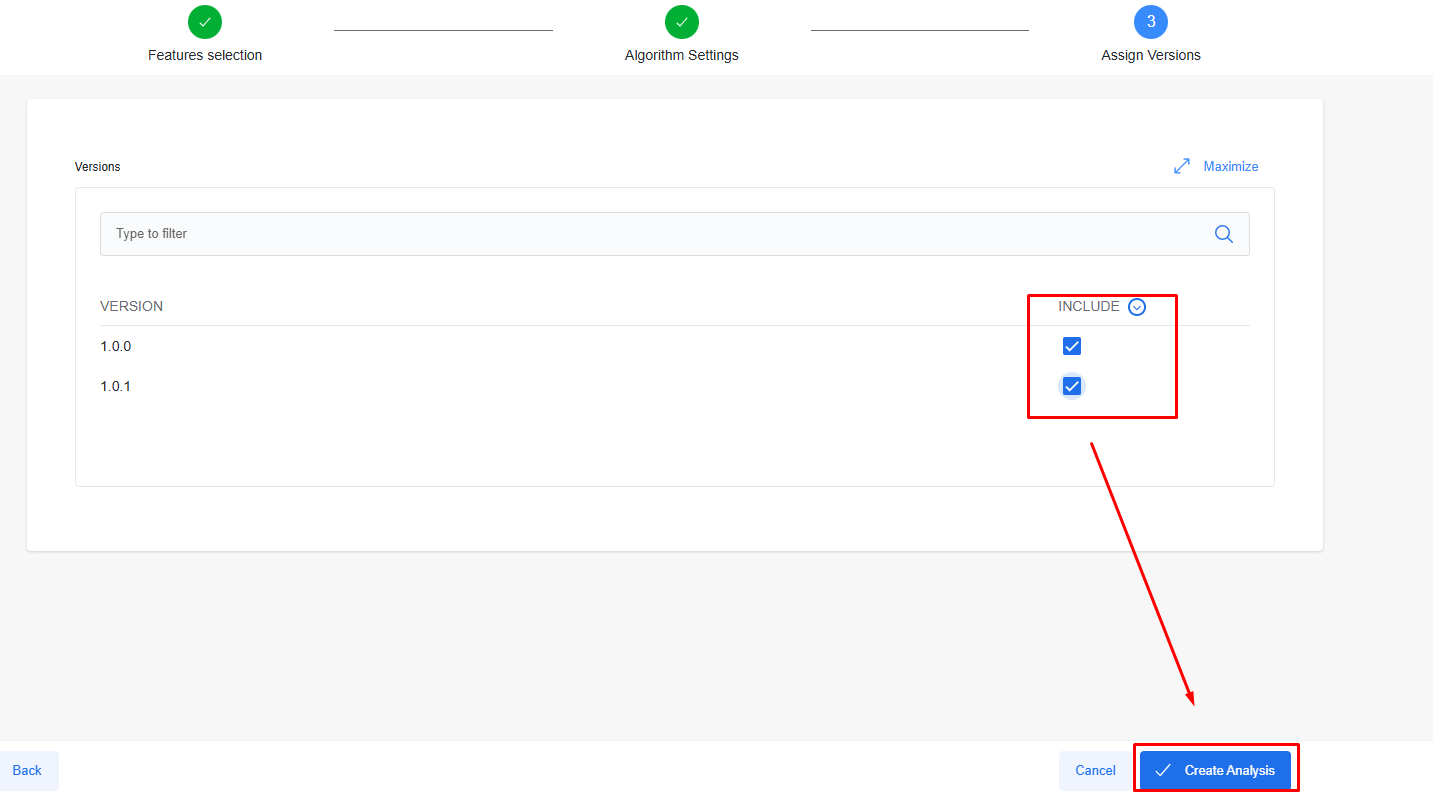 3
Features selection
Algorithm Settings
Assign Versions
Versions
Maximize
Type to filter
VERSION
INCLUDE
1.0.0
1.0.1
Back
Cancel
Create Analysis